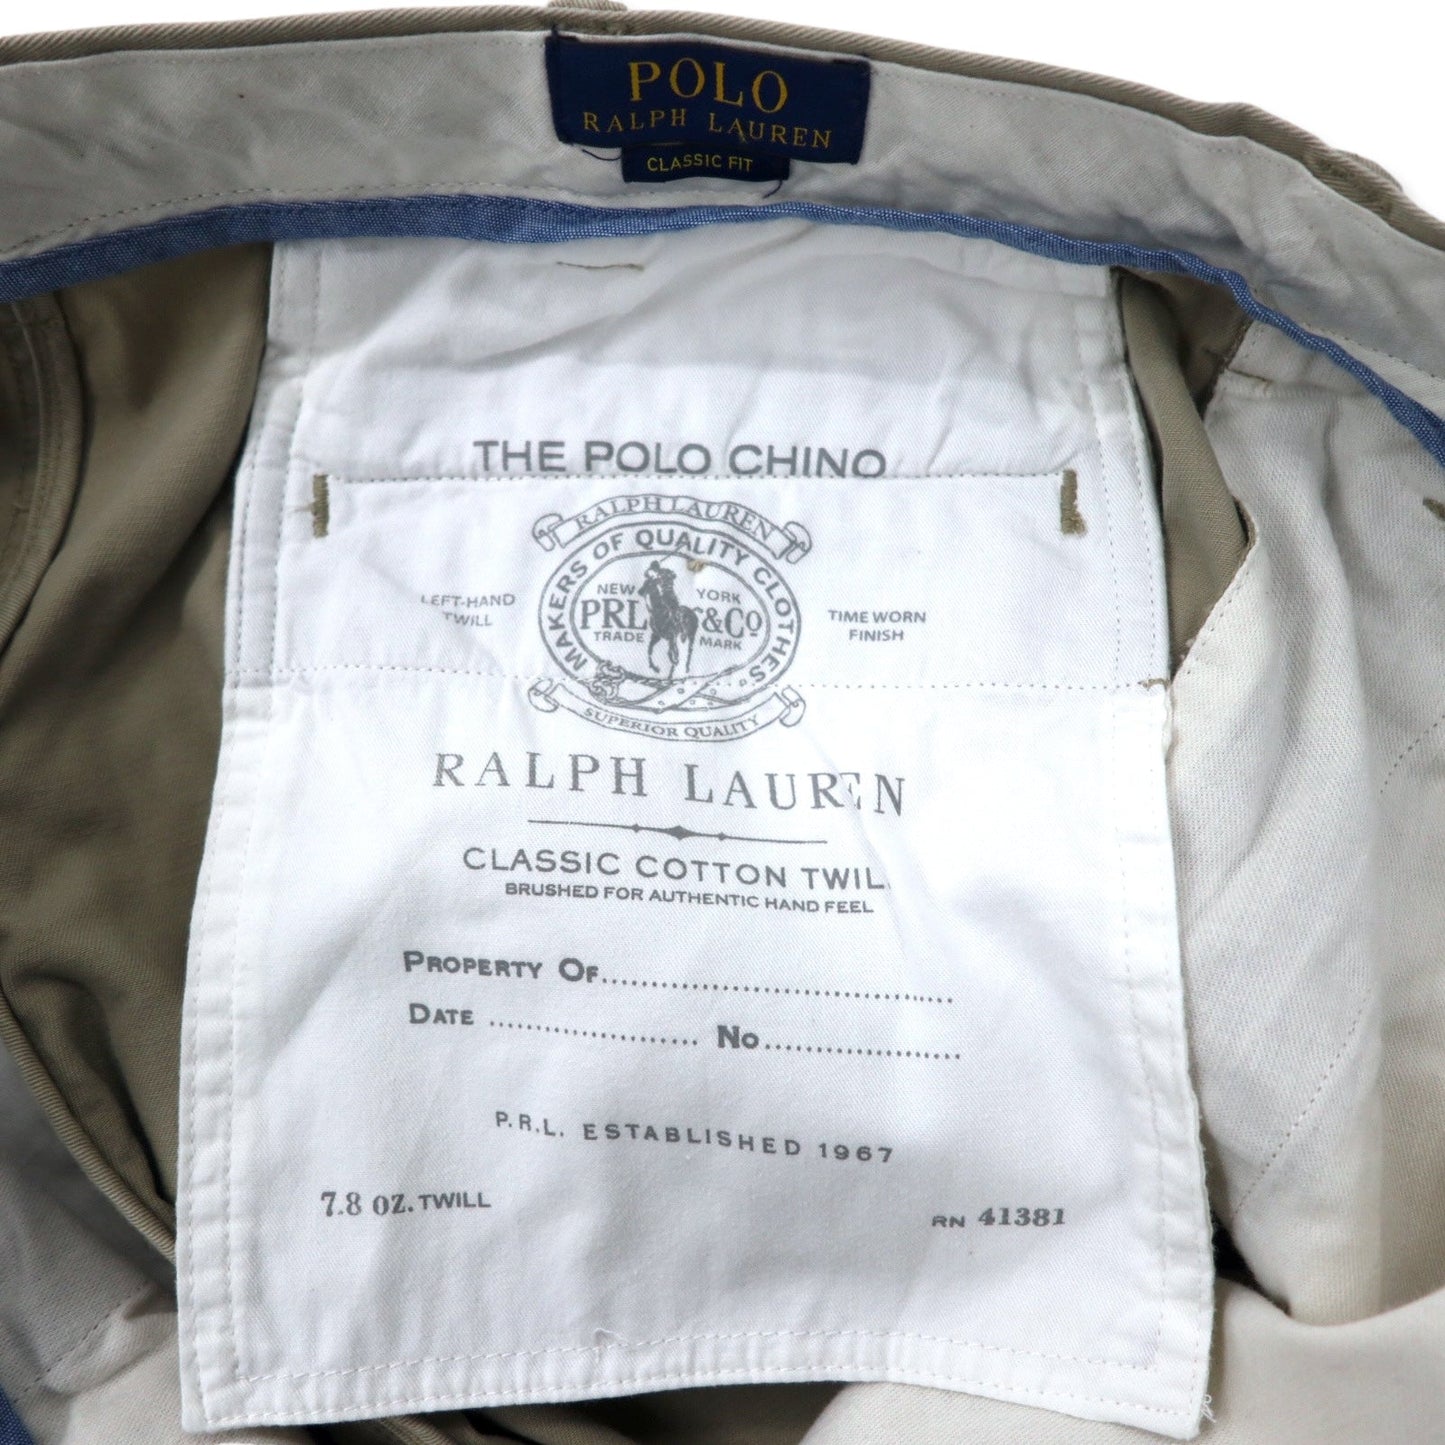 POLO
RALPH LAUREN
CLASSIC FIT
THE POLO CHINO
RALPH LAUREN
MAKERS OF QUALITY CLOTHES
NEW YORK
PRL &Co
TRADE MARK
SUPERIOR QUALITY
LEFT-HAND
TWILL
TIME WORN
FINISH
RALPH LAUREN
CLASSIC COTTON TWIL
BRUSHED FOR AUTHENTIC HAND FEEL
PROPERTY OF..............................
DATE .................... No....................
P.R.L. ESTABLISHED 1967
7.8 OZ. TWILL
RN 41381